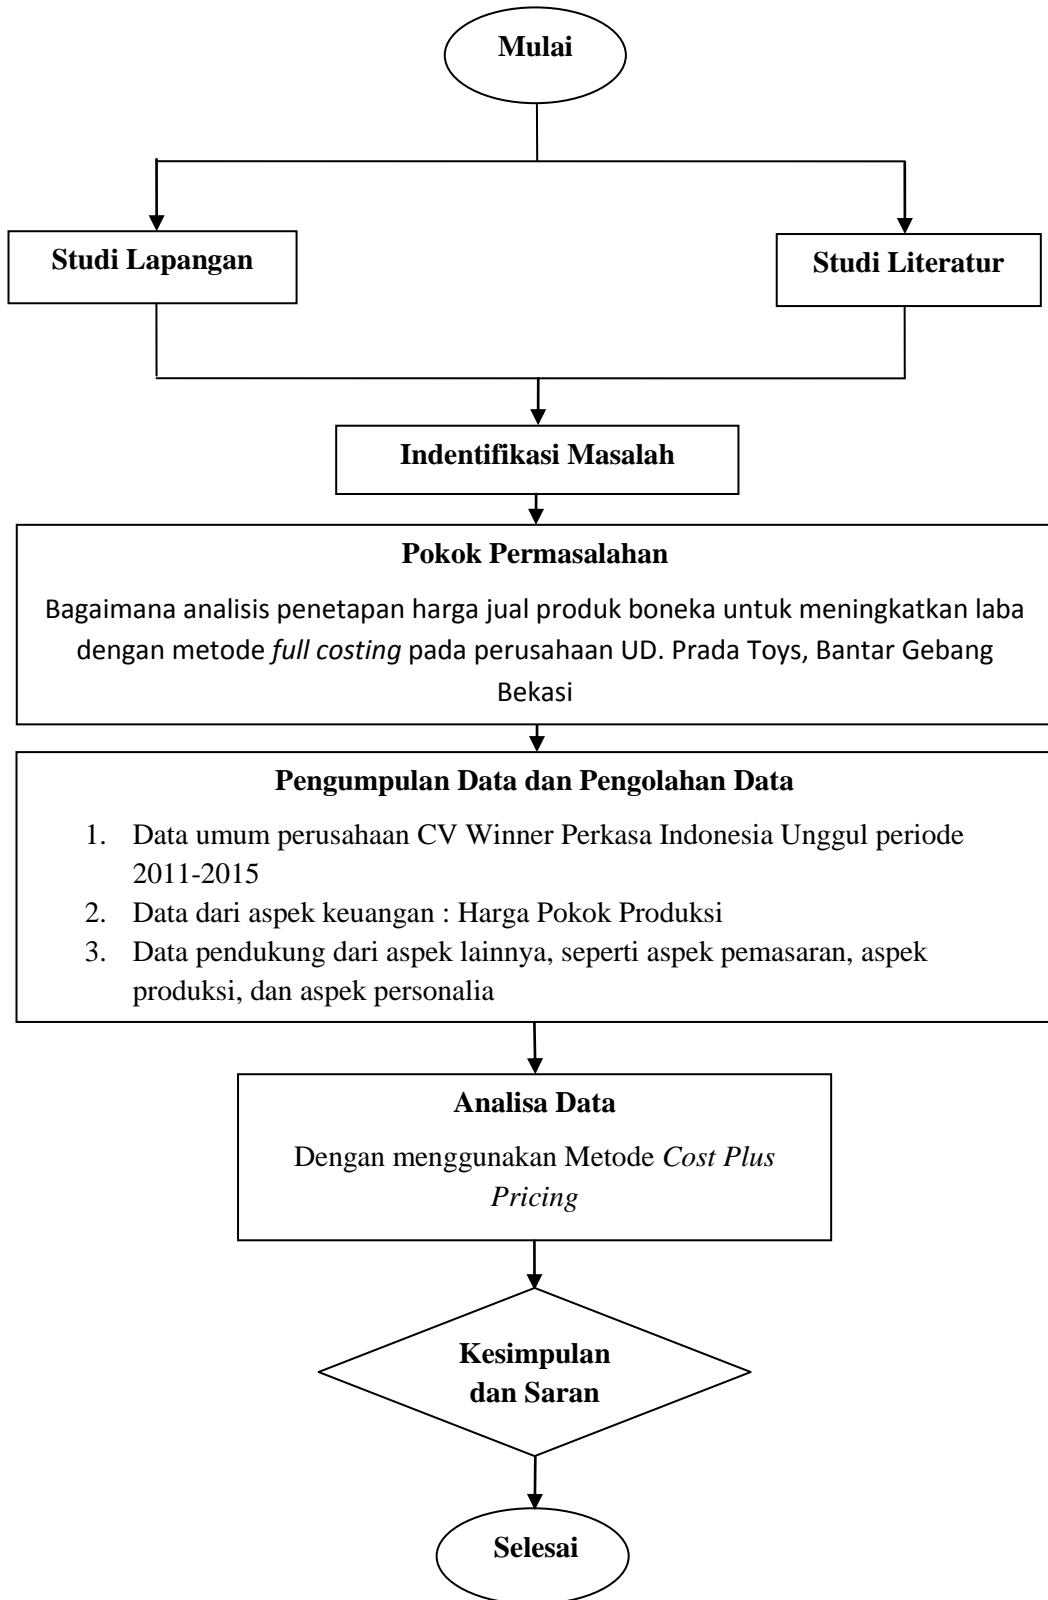 Mulai
Studi Lapangan
Studi Literatur
Indentifikasi Masalah
Pokok Permasalahan
Bagaimana analisis penetapan harga jual produk boneka untuk meningkatkan laba
dengan metode full costing pada perusahaan UD. Prada Toys, Bantar Gebang
Bekasi
Pengumpulan Data dan Pengolahan Data
1. Data umum perusahaan CV Winner Perkasa Indonesia Unggul periode
2011-2015
2. Data dari aspek keuangan : Harga Pokok Produksi
3. Data pendukung dari aspek lainnya, seperti aspek pemasaran, aspek
produksi, dan aspek personalia
Analisa Data
Dengan menggunakan Metode Cost Plus
Pricing
Kesimpulan
dan Saran
Selesai